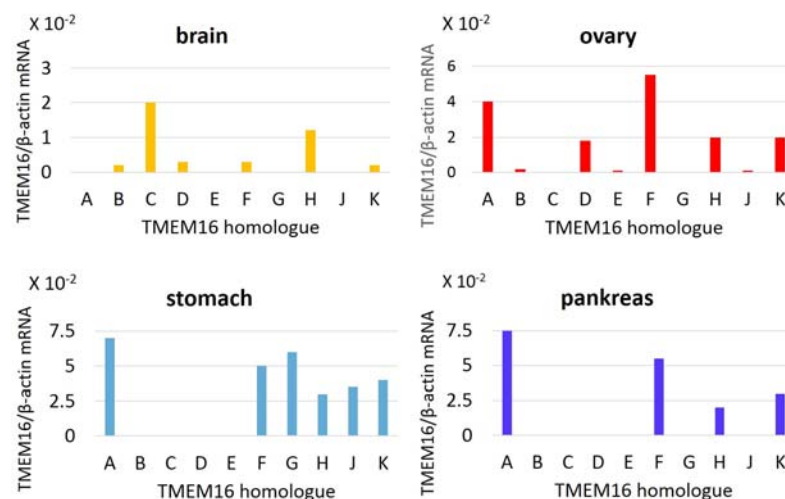 X 10⁻²
brain
TMEM16/β-actin mRNA
3
2
1
0
A B C D E F G H J K
TMEM16 homologue
X 10⁻²
ovary
TMEM16/β-actin mRNA
6
4
2
0
A B C D E F G H J K
TMEM16 homologue
X 10⁻²
stomach
TMEM16/β-actin mRNA
7.5
5
2.5
0
A B C D E F G H J K
TMEM16 homologue
X 10⁻²
pankreas
TMEM16/β-actin mRNA
7.5
5
2.5
0
A B C D E F G H J K
TMEM16 homologue